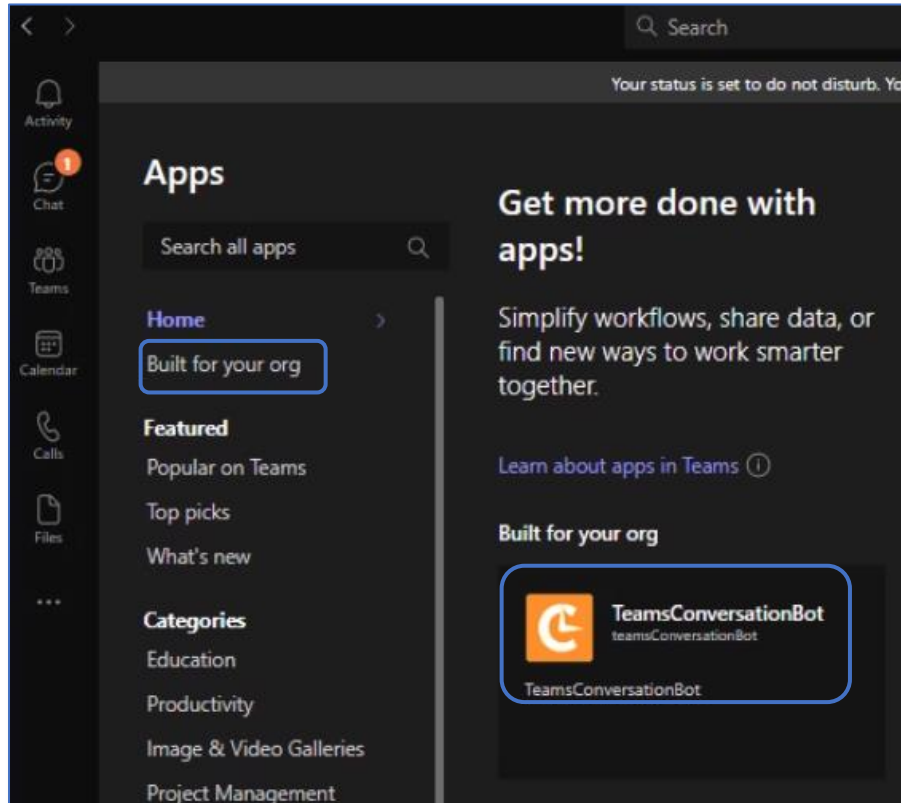 Search
Your status is set to do not disturb. Yo
Activity
1
Chat
Teams
Calendar
Calls
Files
Apps
Search all apps
Home
Built for your org
Featured
Popular on Teams
Top picks
What's new
Categories
Education
Productivity
Image & Video Galleries
Project Management
Get more done with
apps!
Simplify workflows, share data, or
find new ways to work smarter
together.
Learn about apps in Teams
Built for your org
TeamsConversationBot
teamsConversationBot
TeamsConversationBot